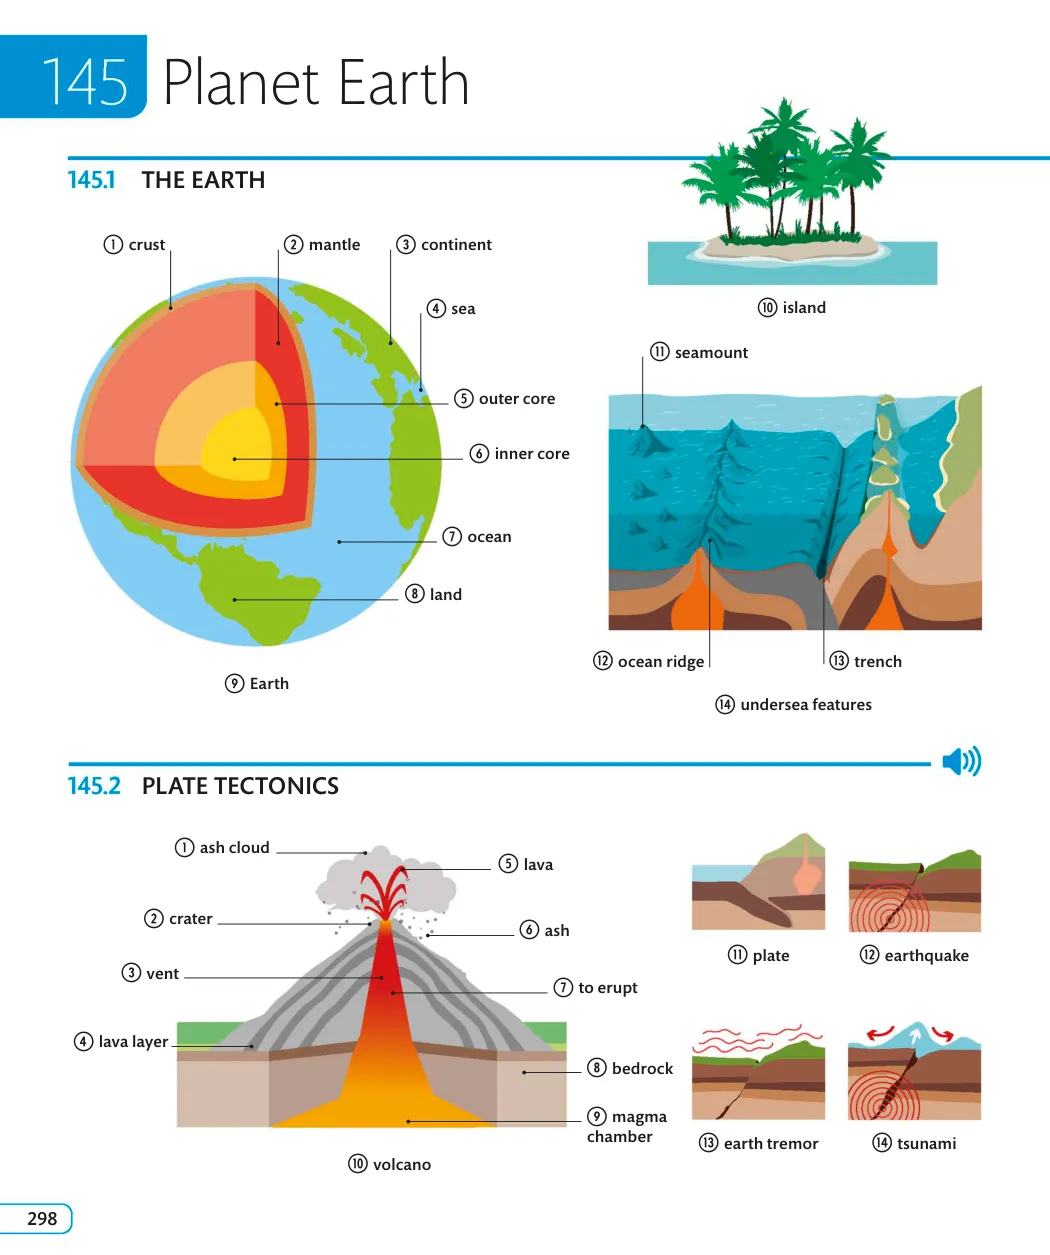 145 Planet Earth
145.1 THE EARTH
① crust
② mantle
③ continent
④ sea
⑤ outer core
⑥ inner core
⑦ ocean
⑧ land
⑨ Earth
⑩ island
⑪ seamount
⑫ ocean ridge
⑬ trench
⑭ undersea features
145.2 PLATE TECTONICS
① ash cloud
② crater
③ vent
④ lava layer
⑤ lava
⑥ ash
⑦ to erupt
⑧ bedrock
⑨ magma
chamber
⑩ volcano
⑪ plate
⑫ earthquake
⑬ earth tremor
⑭ tsunami
298